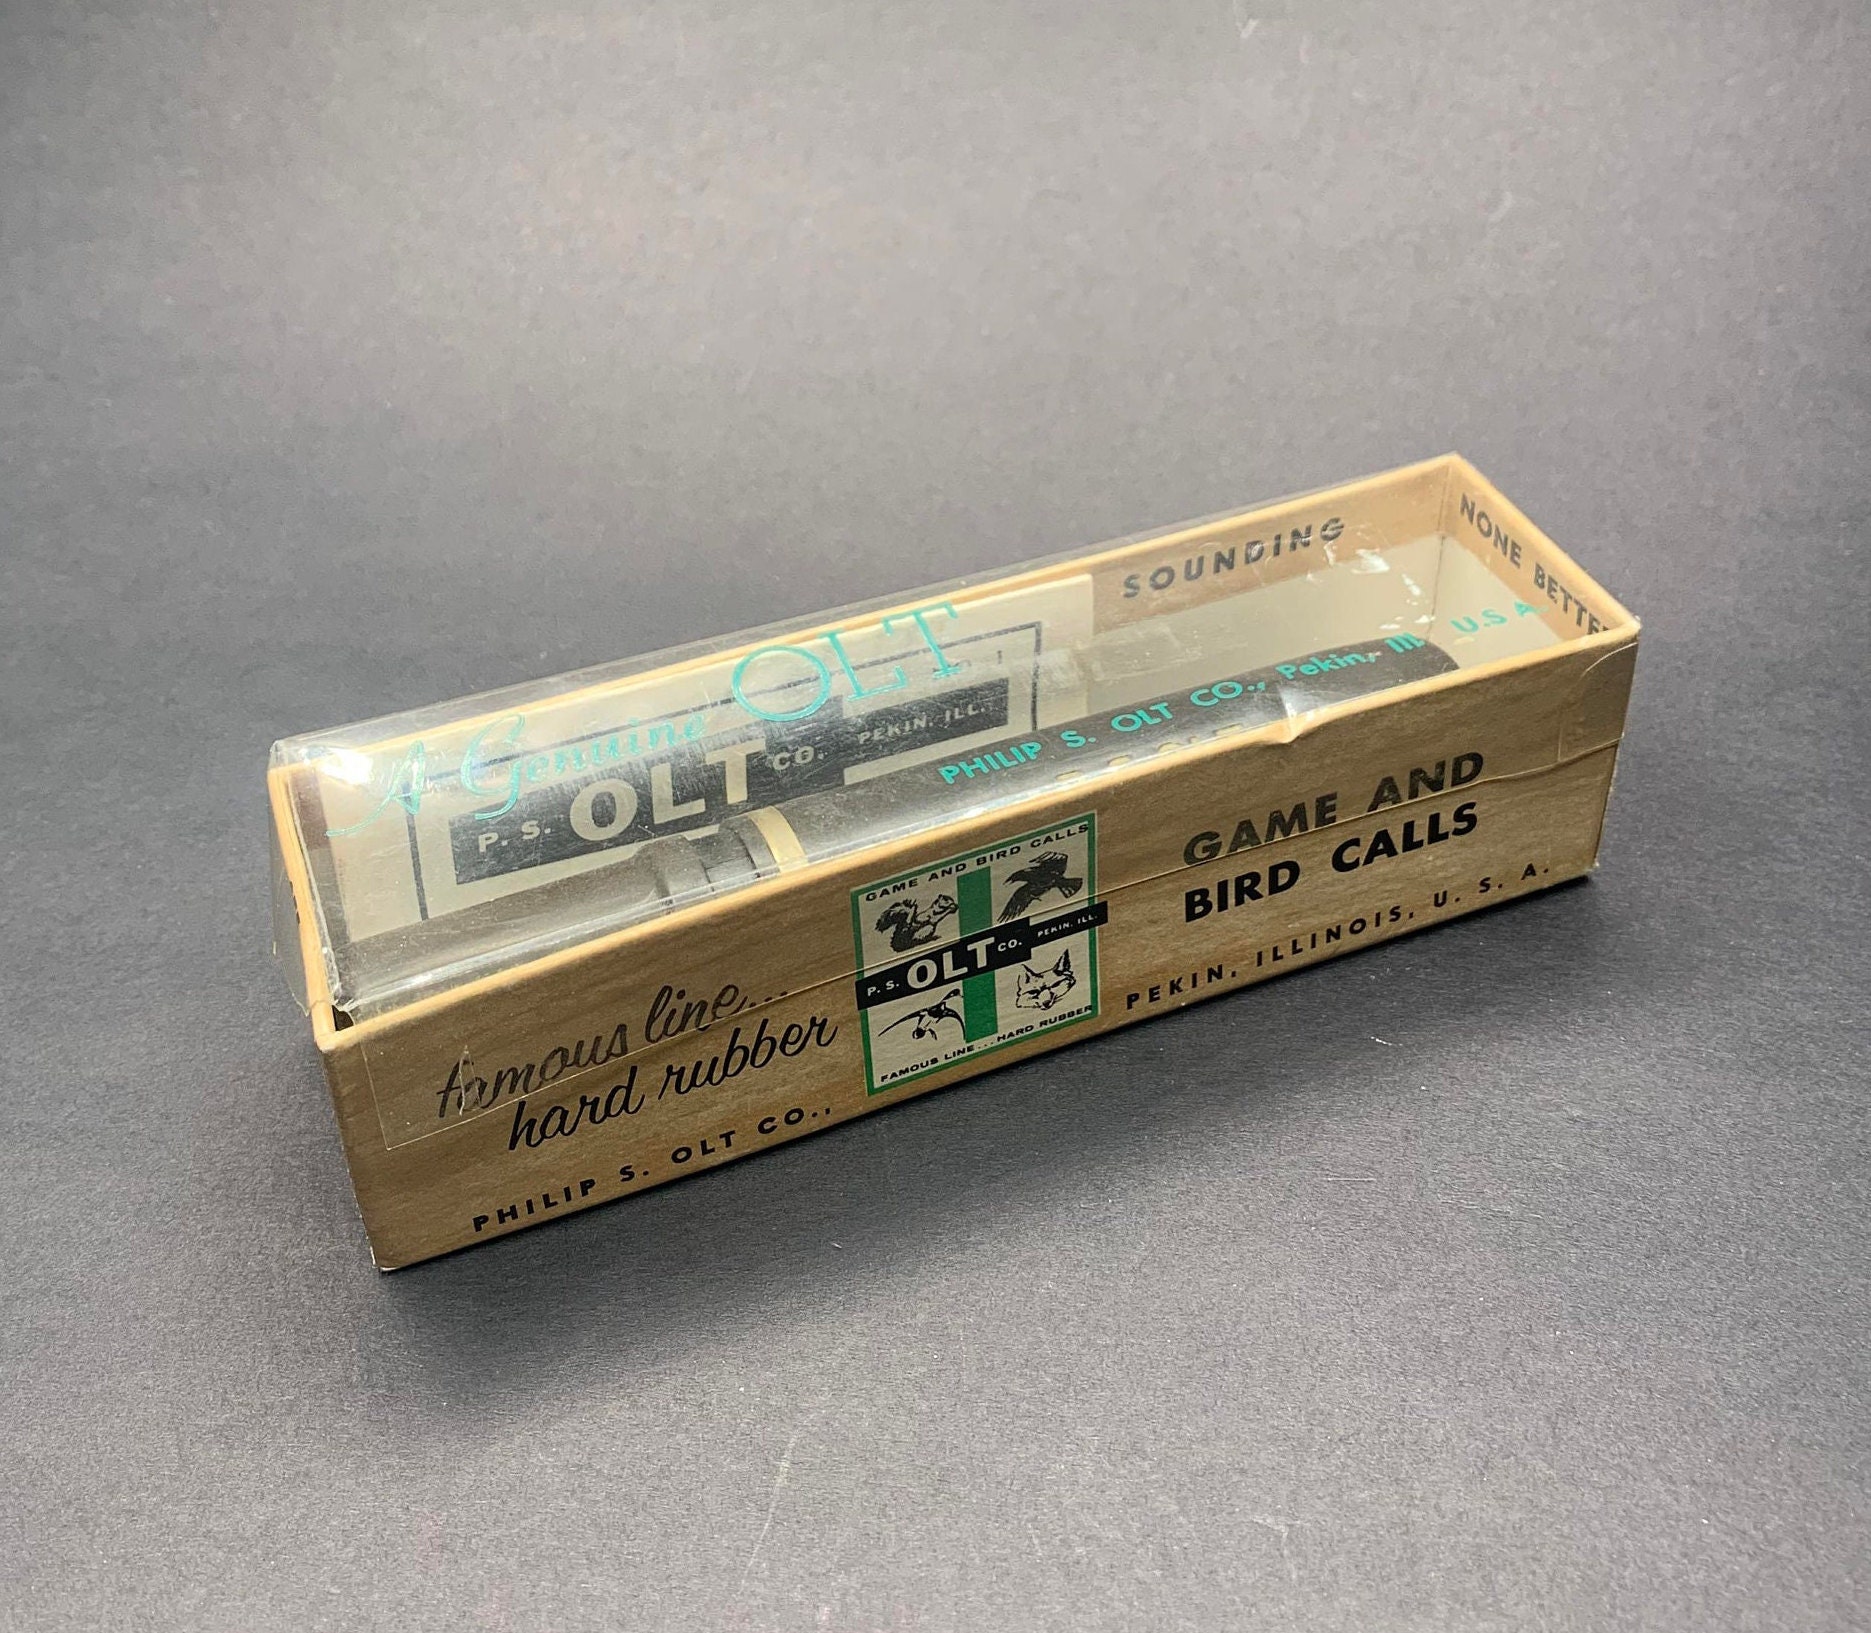 SOUNDING
NONE BETTE
A Genuine OLT
PHILIP S. OLT CO., Pekin, Ill. U.S.A.
P. S. OLT CO. PEKIN, ILL.
famous line...
hard rubber
PHILIP S. OLT CO.,
GAME AND BIRD CALLS
P. S. OLT CO. PEKIN, ILL.
FAMOUS LINE...HARD RUBBER
GAME AND
BIRD CALLS
PEKIN, ILLINOIS, U. S. A.